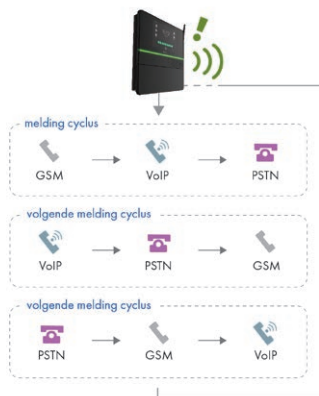 melding cyclus
GSM VoIP PSTN
volgende melding cyclus
VoIP PSTN GSM
volgende melding cyclus
PSTN GSM VoIP